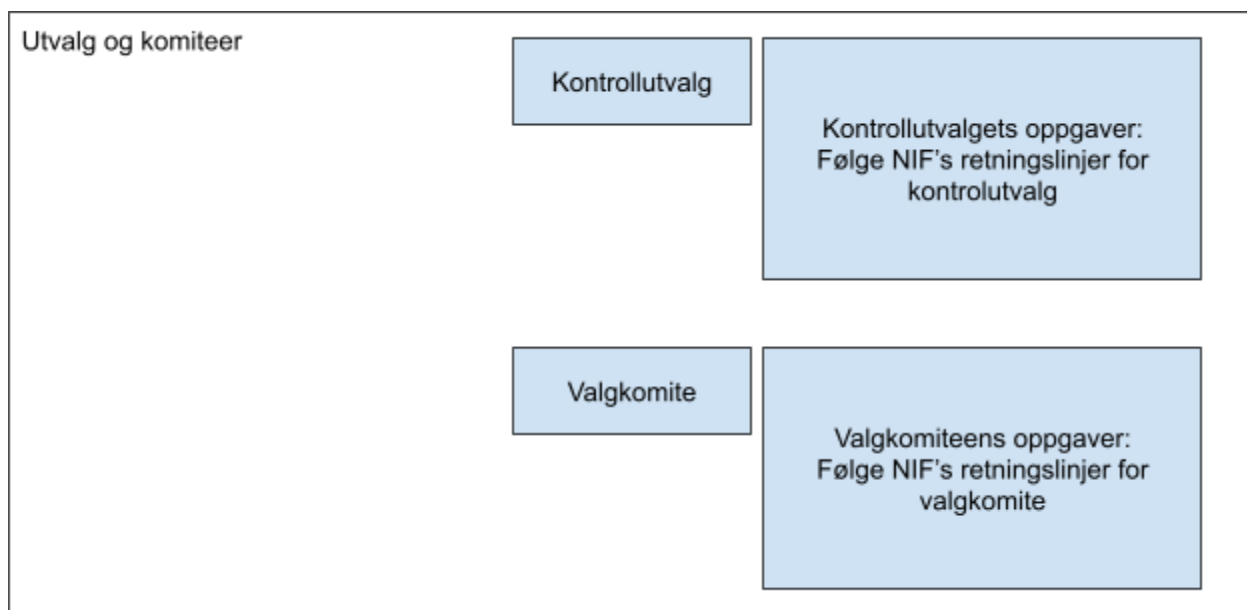 Utvalg og komiteer
Kontrollutvalg
Kontrollutvalgets oppgaver:
Følge NIF's retningslinjer for
kontrolutvalg
Valgkomite
Valgkomiteens oppgaver:
Følge NIF's retningslinjer for
valgkomite